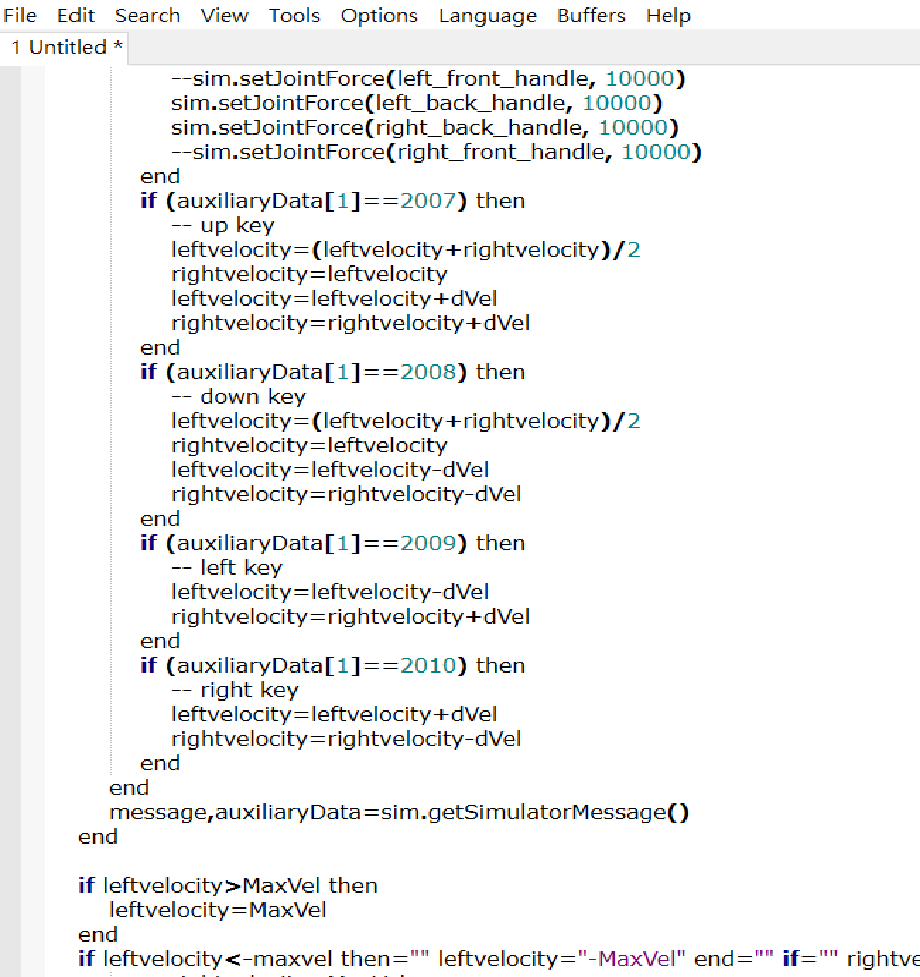 File Edit Search View Tools Options Language Buffers Help
1 Untitled *
--sim.setJointForce(left_front_handle, 10000)
sim.setJointForce(left_back_handle, 10000)
sim.setJointForce(right_back_handle, 10000)
--sim.setJointForce(right_front_handle, 10000)
end
if (auxiliaryData[1]==2007) then
-- up key
leftvelocity=(leftvelocity+rightvelocity)/2
rightvelocity=leftvelocity
leftvelocity=leftvelocity+dVel
rightvelocity=rightvelocity+dVel
end
if (auxiliaryData[1]==2008) then
-- down key
leftvelocity=(leftvelocity+rightvelocity)/2
rightvelocity=leftvelocity
leftvelocity=leftvelocity-dVel
rightvelocity=rightvelocity-dVel
end
if (auxiliaryData[1]==2009) then
-- left key
leftvelocity=leftvelocity-dVel
rightvelocity=rightvelocity+dVel
end
if (auxiliaryData[1]==2010) then
-- right key
leftvelocity=leftvelocity+dVel
rightvelocity=rightvelocity-dVel
end
end
message,auxiliaryData=sim.getSimulatorMessage()
end
if leftvelocity>MaxVel then
leftvelocity=MaxVel
end
if leftvelocity<-maxvel then="" leftvelocity="-MaxVel" end="" if="" rightve